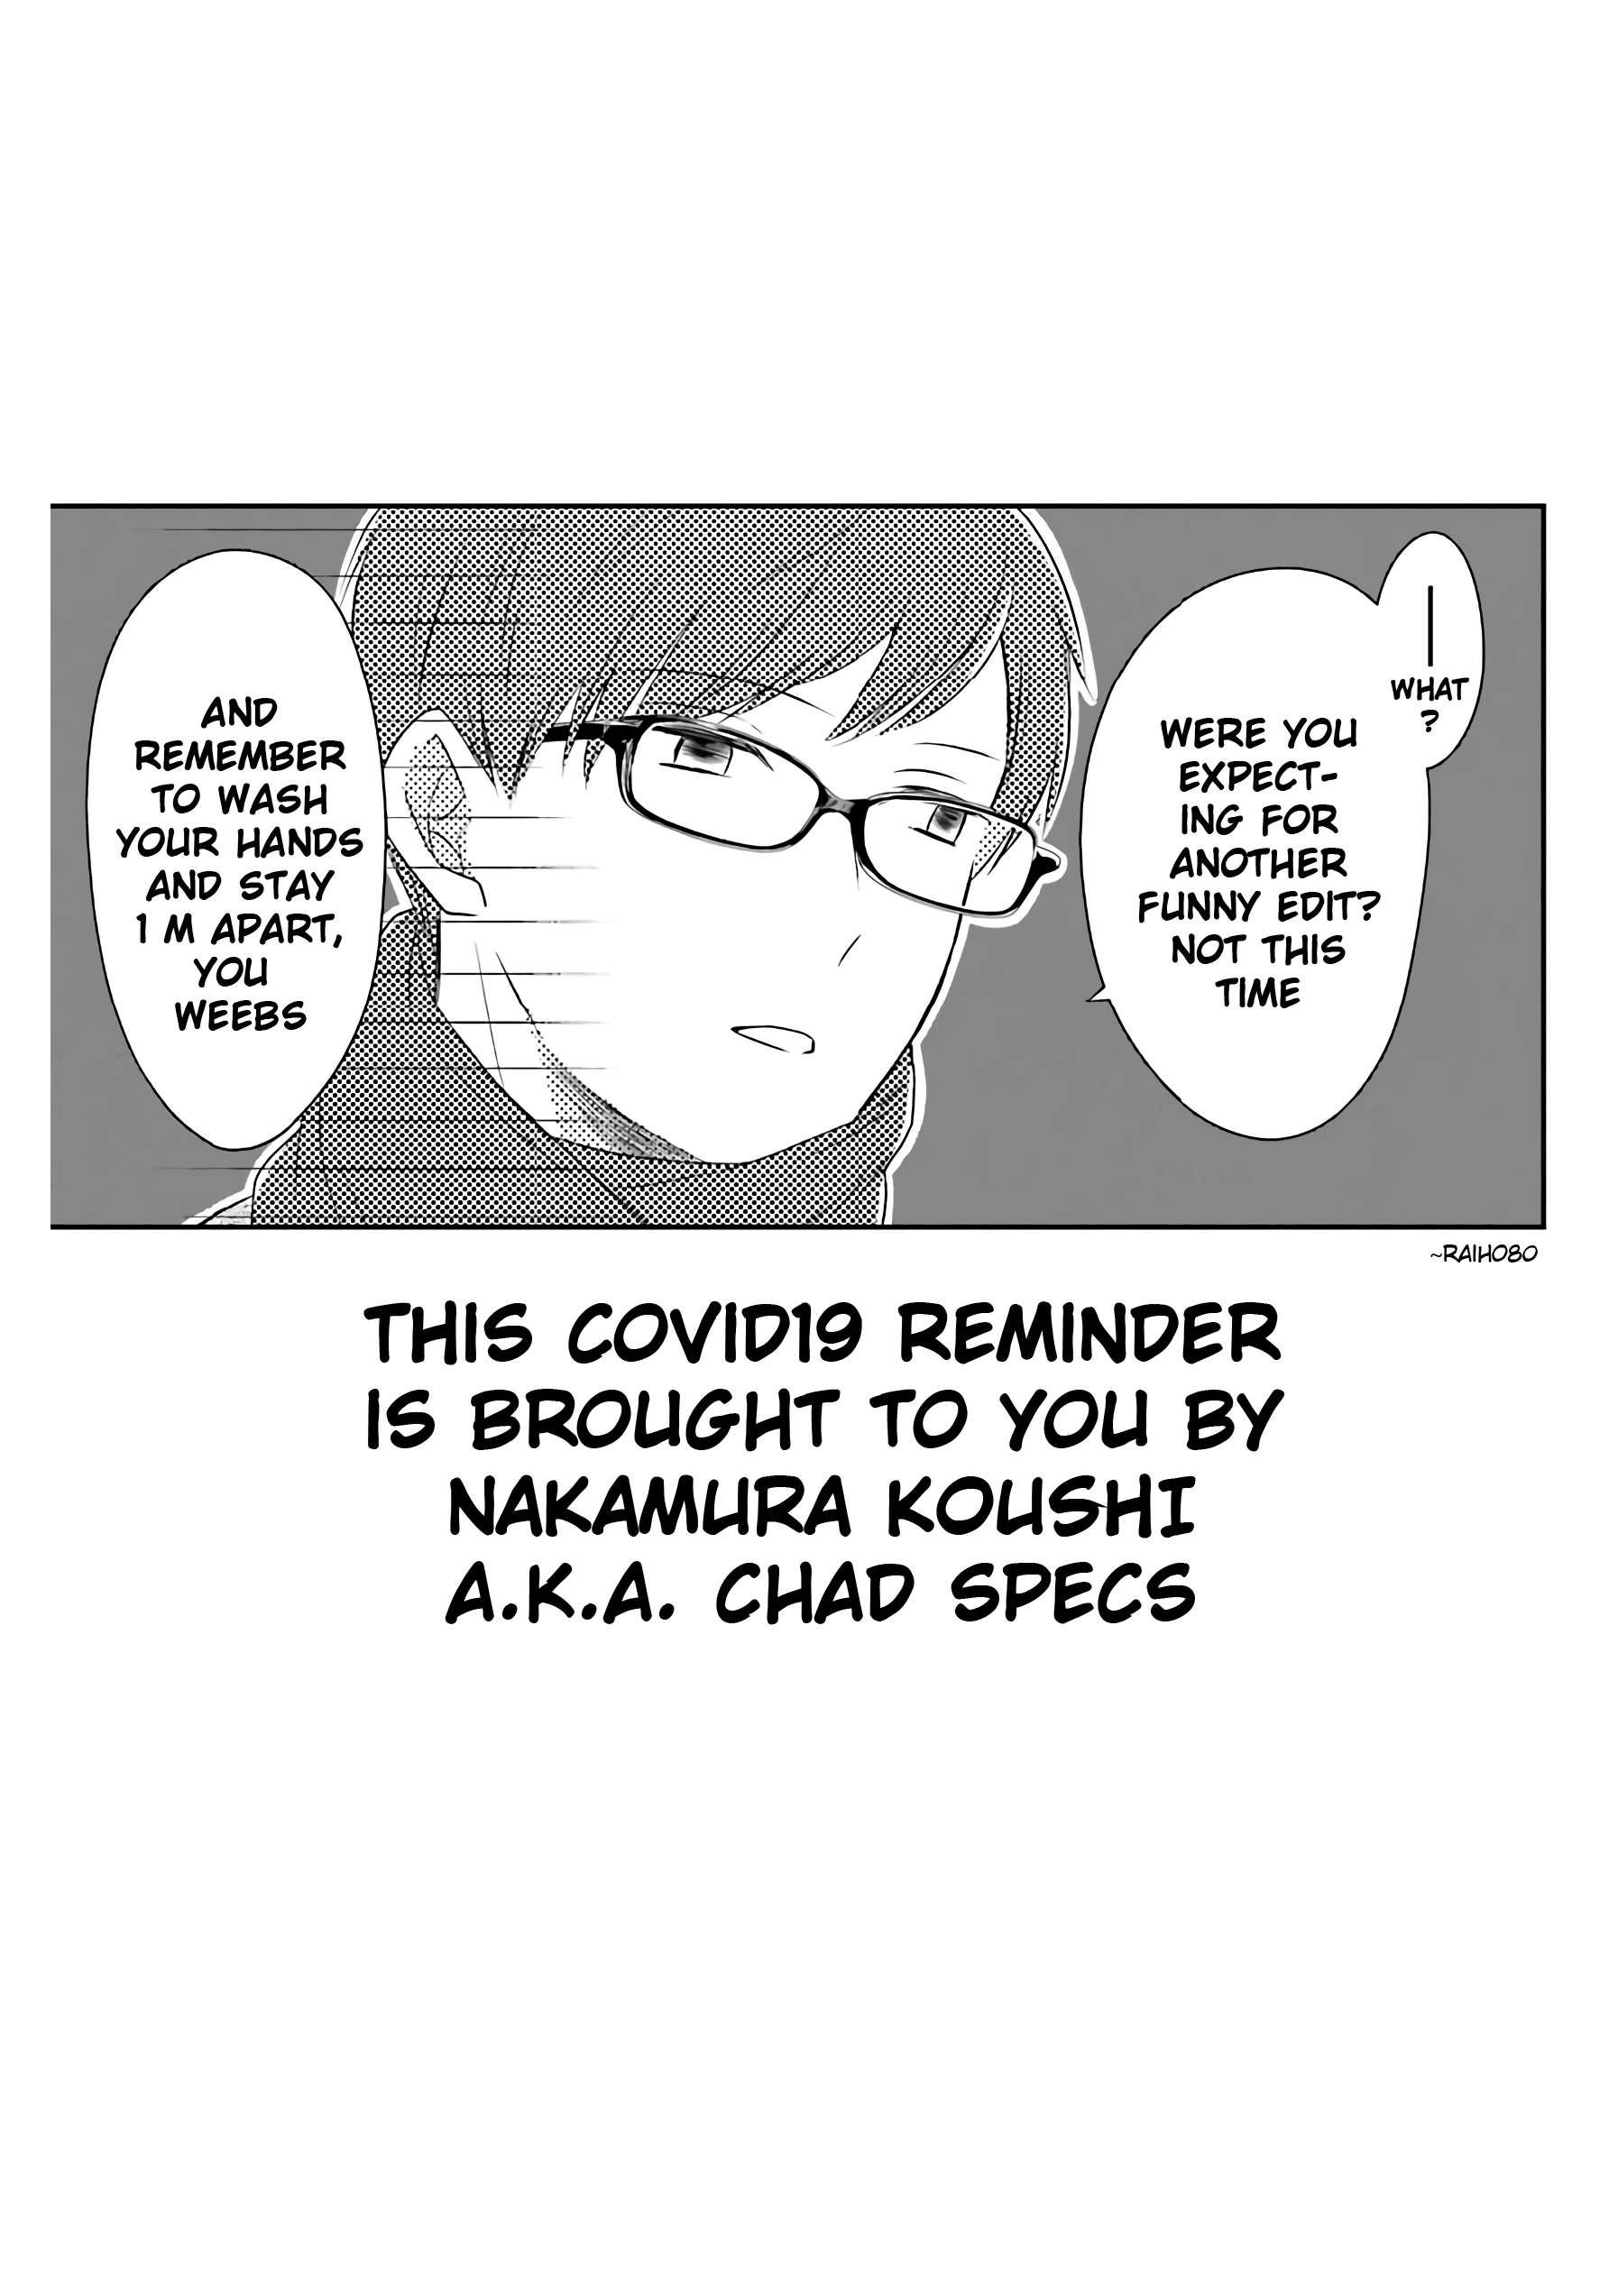 WHAT
?
WERE YOU
EXPECT-
ING FOR
ANOTHER
FUNNY EDIT?
NOT THIS
TIME
AND
REMEMBER
TO WASH
YOUR HANDS
AND STAY
1 M APART,
YOU
WEEBS
~RAIH080
THIS COVID19 REMINDER
IS BROUGHT TO YOU BY
NAKAMURA KOUSHI
A.K.A. CHAD SPECS